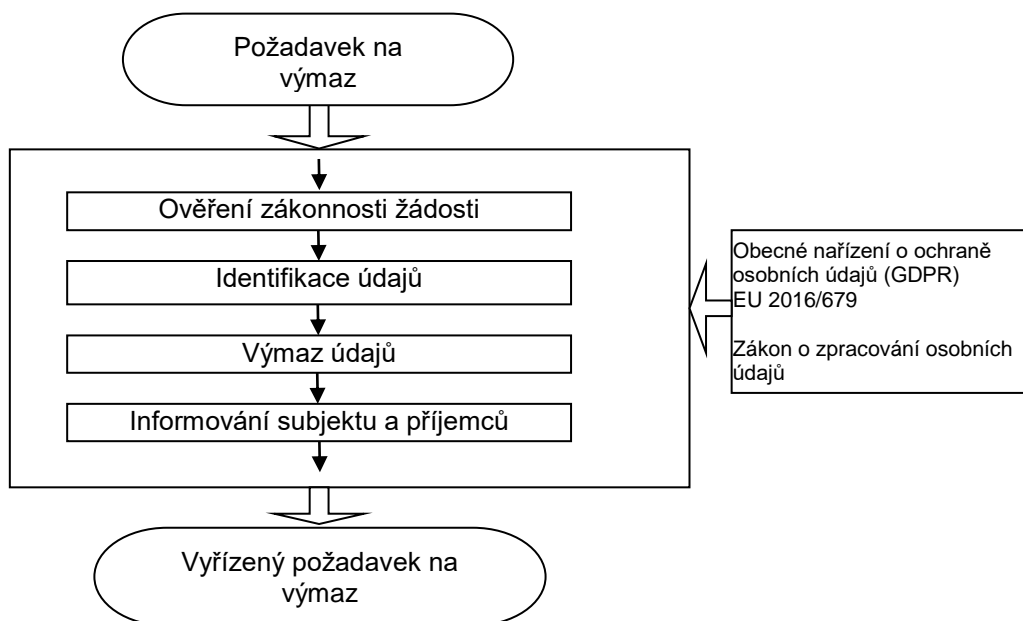 Požadavek na
výmaz
Ověření zákonnosti žádosti
Identifikace údajů
Výmaz údajů
Informování subjektu a příjemců
Obecné nařízení o ochraně
osobních údajů (GDPR)
EU 2016/679
Zákon o zpracování osobních
údajů
Vyřízený požadavek na
výmaz